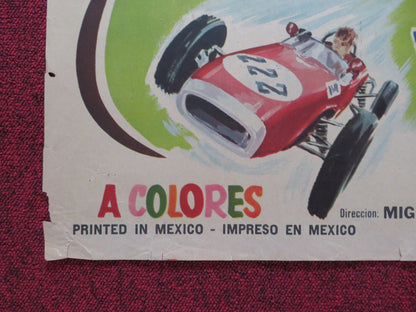 222
A COLORES
Direccion: MIG
PRINTED IN MEXICO - IMPRESO EN MEXICO